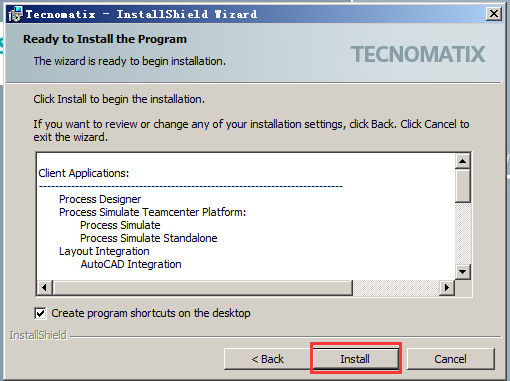 Tecnomatix - InstallShield Wizard
Ready to Install the Program
The wizard is ready to begin installation.
TECNOMATIX
Click Install to begin the installation.
If you want to review or change any of your installation settings, click Back. Click Cancel to
exit the wizard.
Client Applications:
--------------------------------------------------------------------------------
Process Designer
Process Simulate Teamcenter Platform:
Process Simulate
Process Simulate Standalone
Layout Integration
AutoCAD Integration
Create program shortcuts on the desktop
InstallShield
< Back
Install
Cancel